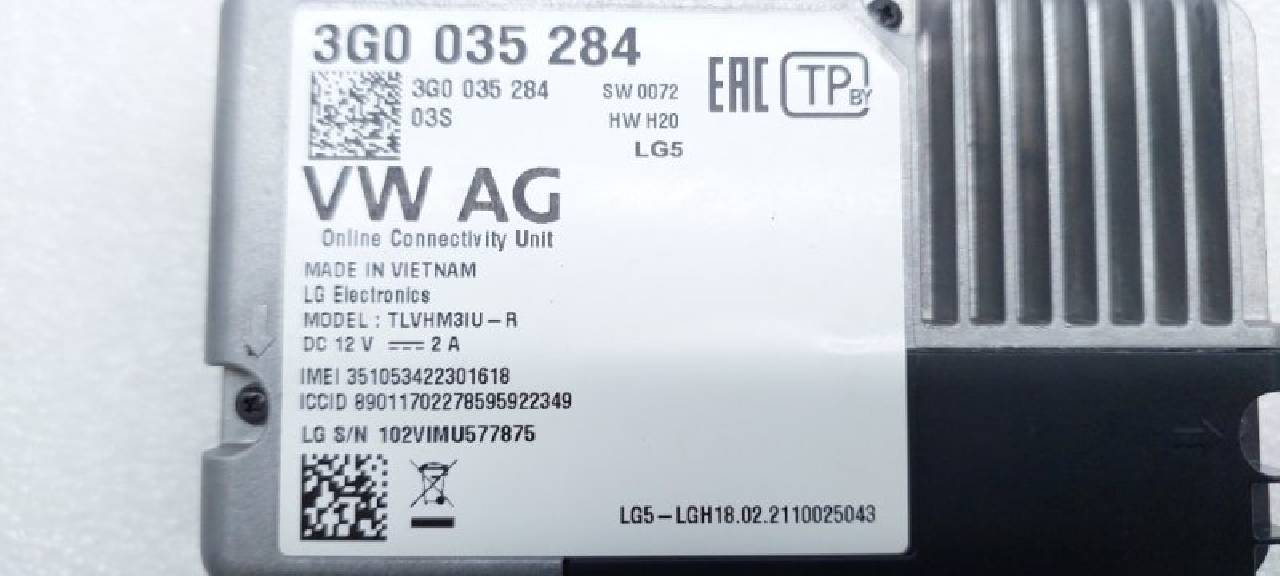 3G0 035 284
3G0 035 284 SW 0072
03S HW H20
LG5
EAC TP BY
VW AG
Online Connectivity Unit
MADE IN VIETNAM
LG Electronics
MODEL : TLVHM3IU-R
DC 12 V ⎓ 2 A
IMEI 351053422301618
ICCID 89011702278595922349
LG S/N 102VIMU577875
LG5-LGH18.02.2110025043